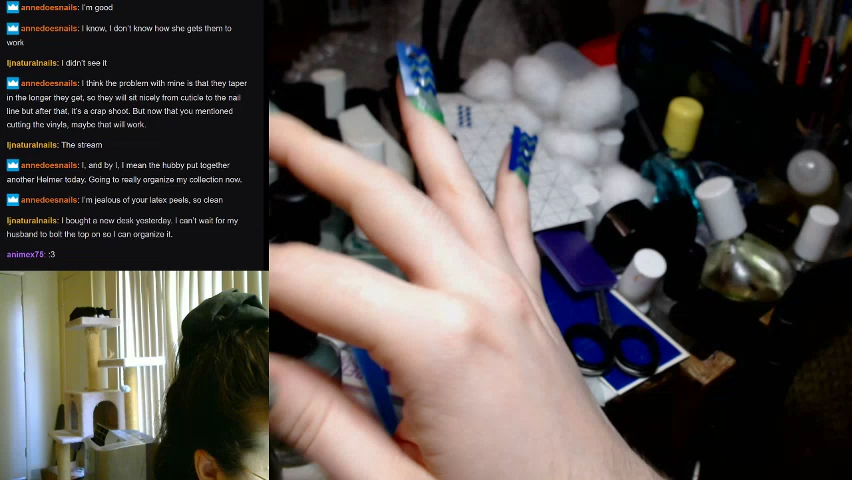 annedoesnails: I'm good
annedoesnails: I know, I don't know how she gets them to
work
ljnaturalnails: I didn't see it
annedoesnails: I think the problem with mine is that they taper
in the longer they get, so they will sit nicely from cuticle to the nail
line but after that, it's a crap shoot. But now that you mentioned
cutting the vinyls, maybe that will work.
ljnaturalnails: The stream
annedoesnails: I, and by I, I mean the hubby put together
another Helmer today. Going to really organize my collection now.
annedoesnails: I'm jealous of your latex peels, so clean
ljnaturalnails: I bought a new desk yesterday. I can't wait for my
husband to bolt the top on so I can organize it.
animex75: :3